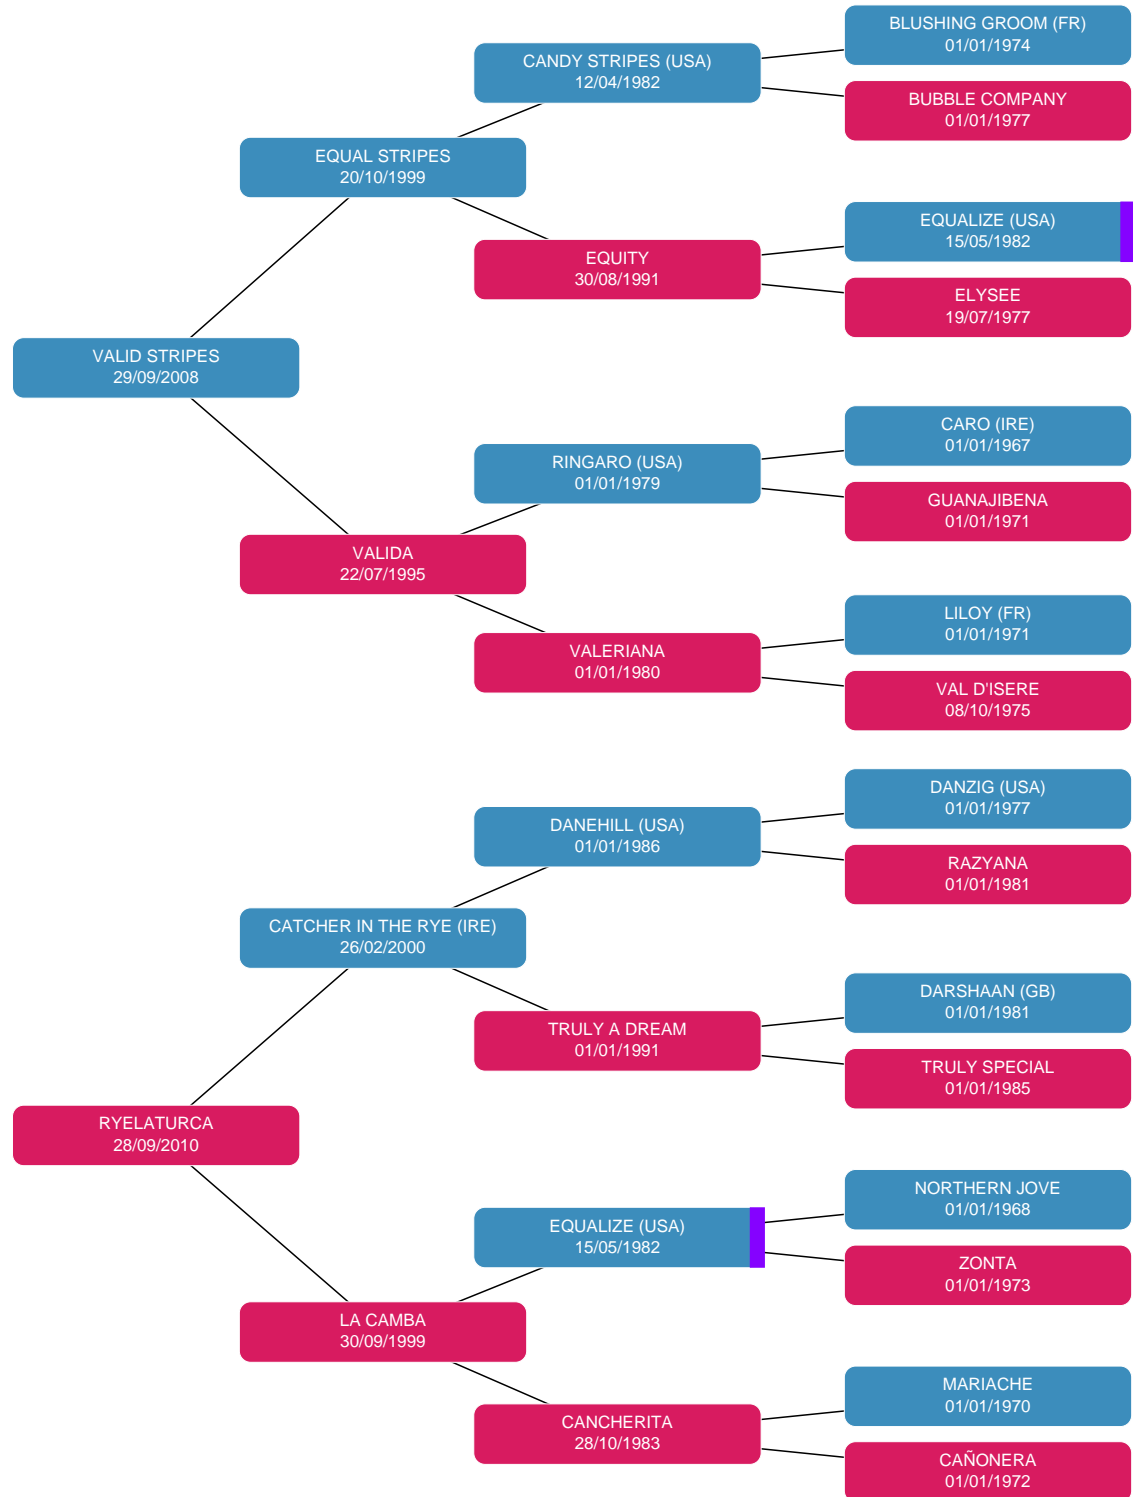 BLUSHING GROOM (FR)
01/01/1974
CANDY STRIPES (USA)
12/04/1982
BUBBLE COMPANY
01/01/1977
EQUAL STRIPES
20/10/1999
EQUALIZE (USA)
15/05/1982
EQUITY
30/08/1991
ELYSEE
19/07/1977
VALID STRIPES
29/09/2008
CARO (IRE)
01/01/1967
RINGARO (USA)
01/01/1979
GUANAJIBENA
01/01/1971
VALIDA
22/07/1995
LILOY (FR)
01/01/1971
VALERIANA
01/01/1980
VAL D'ISERE
08/10/1975
DANZIG (USA)
01/01/1977
DANEHILL (USA)
01/01/1986
RAZYANA
01/01/1981
CATCHER IN THE RYE (IRE)
26/02/2000
DARSHAAN (GB)
01/01/1981
TRULY A DREAM
01/01/1991
TRULY SPECIAL
01/01/1985
RYELATURCA
28/09/2010
NORTHERN JOVE
01/01/1968
EQUALIZE (USA)
15/05/1982
ZONTA
01/01/1973
LA CAMBA
30/09/1999
MARIACHE
01/01/1970
CANCHERITA
28/10/1983
CAÑONERA
01/01/1972